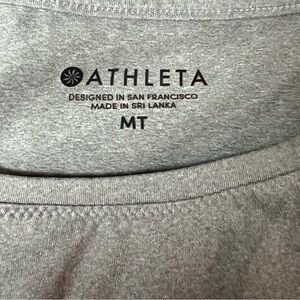 ATHLETA
DESIGNED IN SAN FRANCISCO
MADE IN SRI LANKA
MT